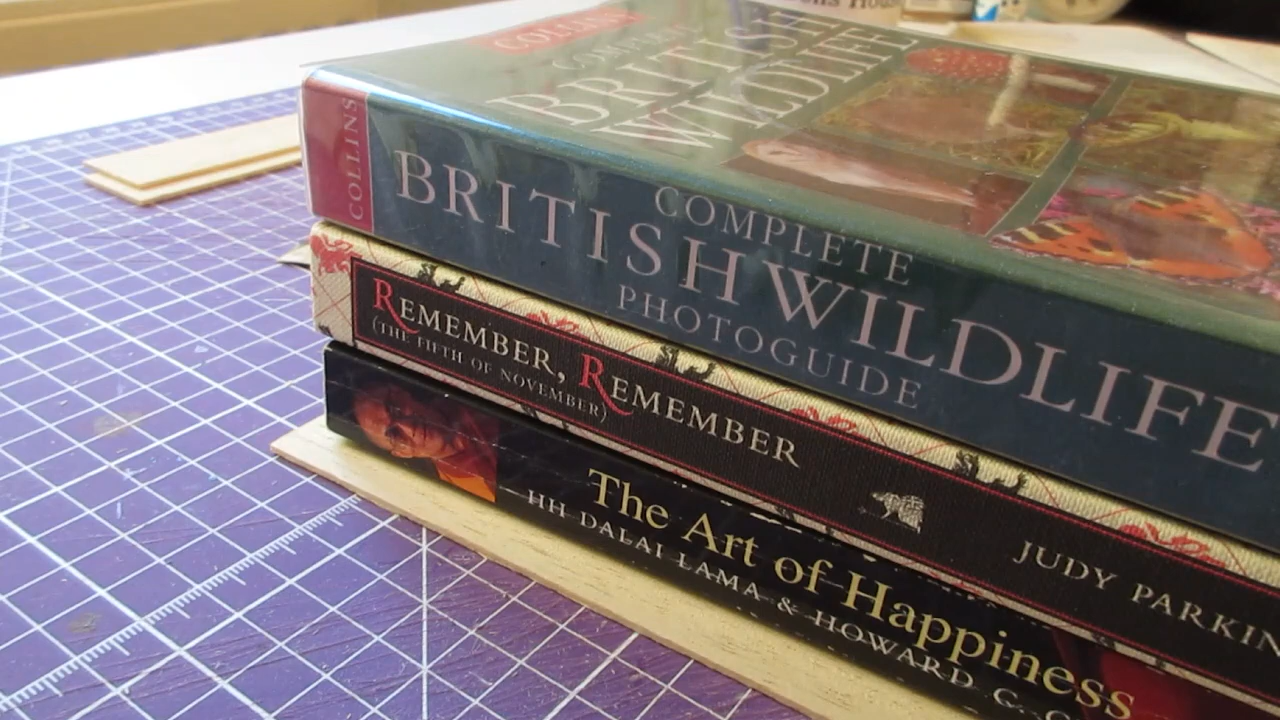 COLLINS
COMPLETE
BRITISH
WILDLIFE
COLLINS
COMPLETE
BRITISH WILDLIFE
PHOTOGUIDE
REMEMBER, REMEMBER
(THE FIFTH OF NOVEMBER)
JUDY PARKIN
The Art of Happiness
HH DALAI LAMA & HOWARD C. C